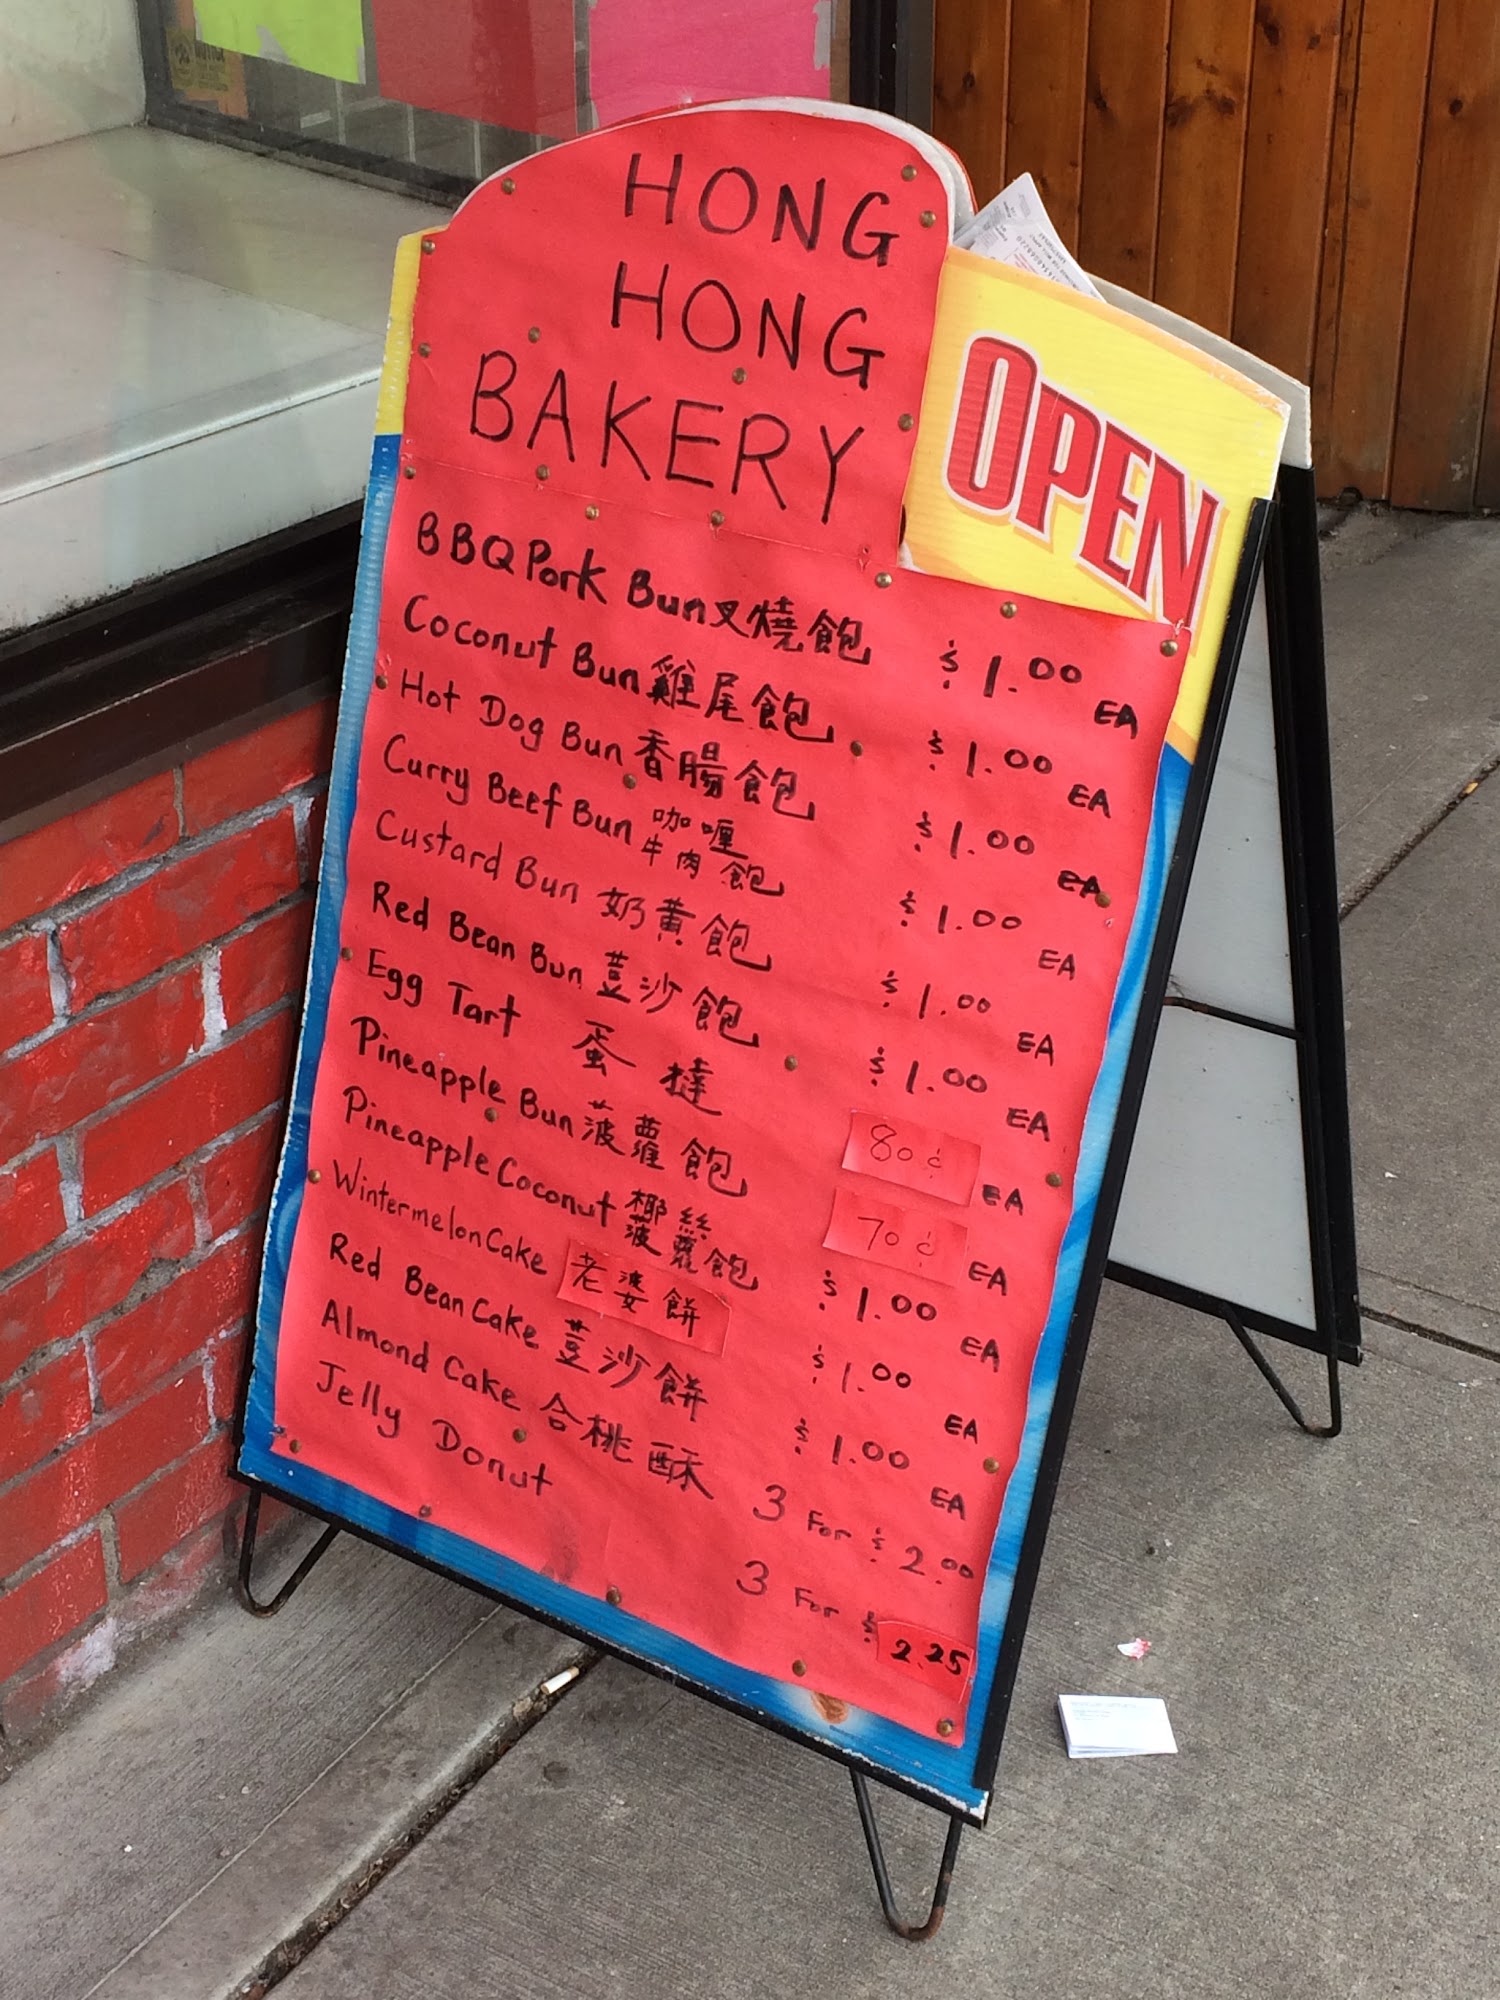 HONG
HONG
BAKERY
OPEN
BBQ Pork Bun 叉燒飽 $1.00 EA
Coconut Bun 雞尾飽 $1.00 EA
Hot Dog Bun 香腸飽 $1.00 EA
Curry Beef Bun 咖喱牛肉飽 $1.00 EA
Custard Bun 奶黄飽 $1.00 EA
Red Bean Bun 荳沙飽 $1.00 EA
Egg Tart 蛋撻 80¢ EA
Pineapple Bun 菠蘿飽 70¢ EA
Pineapple Coconut 椰絲菠蘿飽 $1.00 EA
Wintermelon Cake 老婆餅 $1.00 EA
Red Bean Cake 荳沙餅 $1.00 EA
Almond Cake 合桃酥 3 For $2.00
Jelly Donut 3 For $2.25